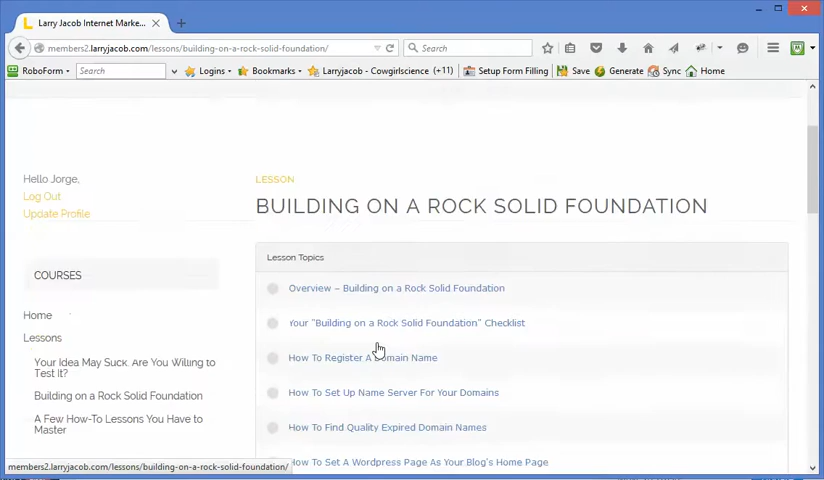 Larry Jacob Internet Marke...
members2.larryjacob.com/lessons/building-on-a-rock-solid-foundation/
Search
RoboForm
Search
Logins
Bookmarks
Larryjacob - Cowgirlscience (+11)
Setup Form Filling
Save
Generate
Sync
Home
Hello Jorge,
Log Out
Update Profile
COURSES
Home
Lessons
Your Idea May Suck. Are You Willing to
Test It?
Building on a Rock Solid Foundation
A Few How-To Lessons You Have to
Master
LESSON
BUILDING ON A ROCK SOLID FOUNDATION
Lesson Topics
Overview – Building on a Rock Solid Foundation
Your "Building on a Rock Solid Foundation" Checklist
How To Register A Domain Name
How To Set Up Name Server For Your Domains
How To Find Quality Expired Domain Names
How To Set A Wordpress Page As Your Blog's Home Page
members2.larryjacob.com/lessons/building-on-a-rock-solid-foundation/